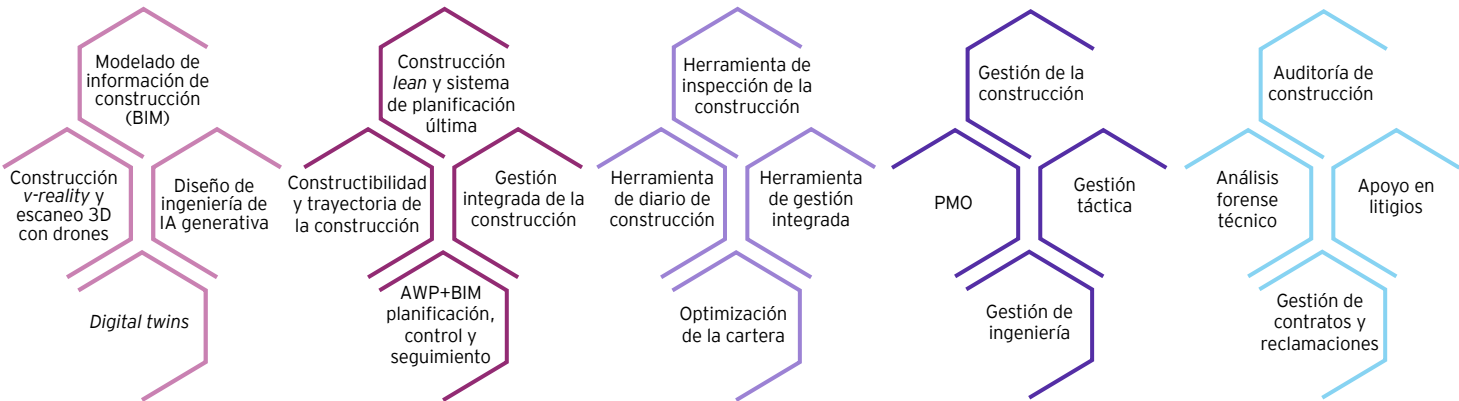 Modelado de
información de
construcción
(BIM)
Construcción
v-reality y
escaneo 3D
con drones
Diseño de
ingeniería de
IA generativa
Digital twins
Construcción
lean y sistema
de planificación
última
Constructibilidad
y trayectoria de
la construcción
Gestión
integrada de la
construcción
AWP+BIM
planificación,
control y
seguimiento
Herramienta de
inspección de la
construcción
Herramienta
de diario de
construcción
Herramienta
de gestión
integrada
Optimización
de la cartera
Gestión de la
construcción
PMO
Gestión
táctica
Gestión de
ingeniería
Auditoría de
construcción
Análisis
forense
técnico
Apoyo en
litigios
Gestión de
contratos y
reclamaciones